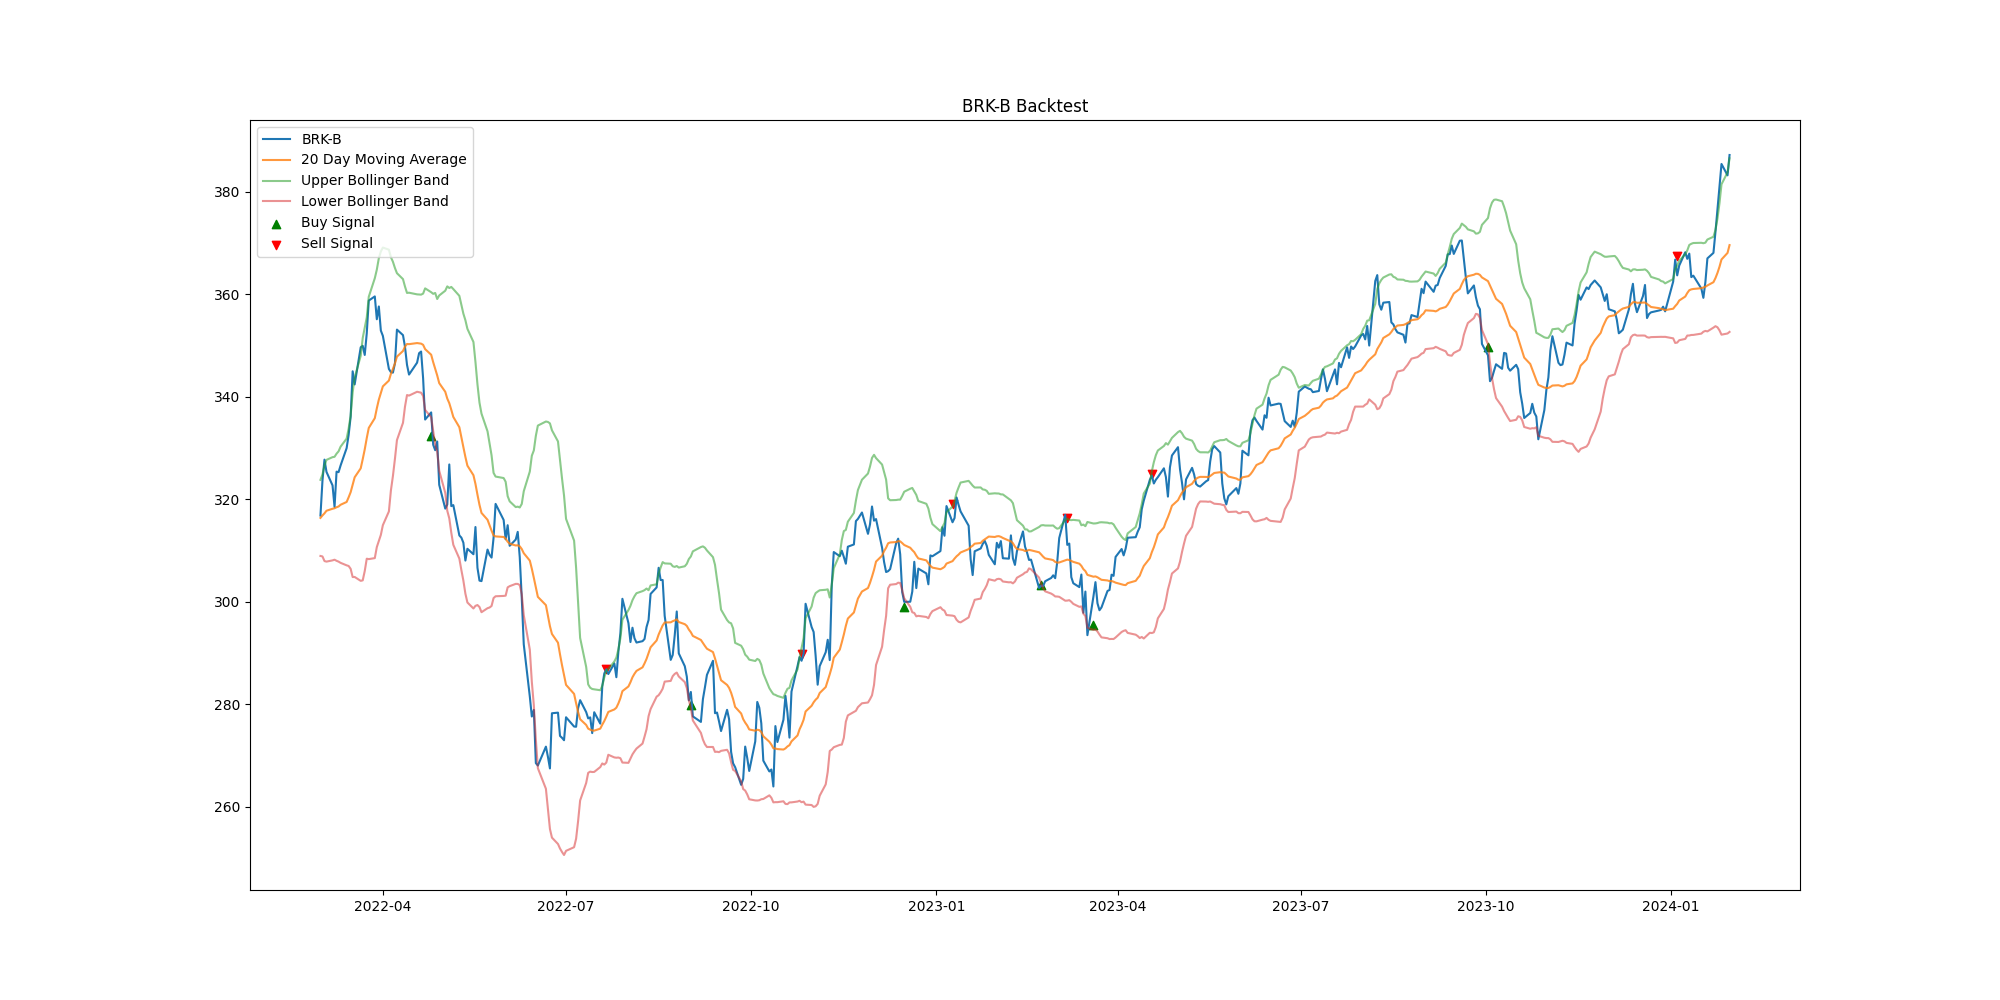 BRK-B Backtest
BRK-B
20 Day Moving Average
Upper Bollinger Band
Lower Bollinger Band
Buy Signal
Sell Signal
380
360
340
320
300
280
260
2022-04 2022-07 2022-10 2023-01 2023-04 2023-07 2023-10 2024-01